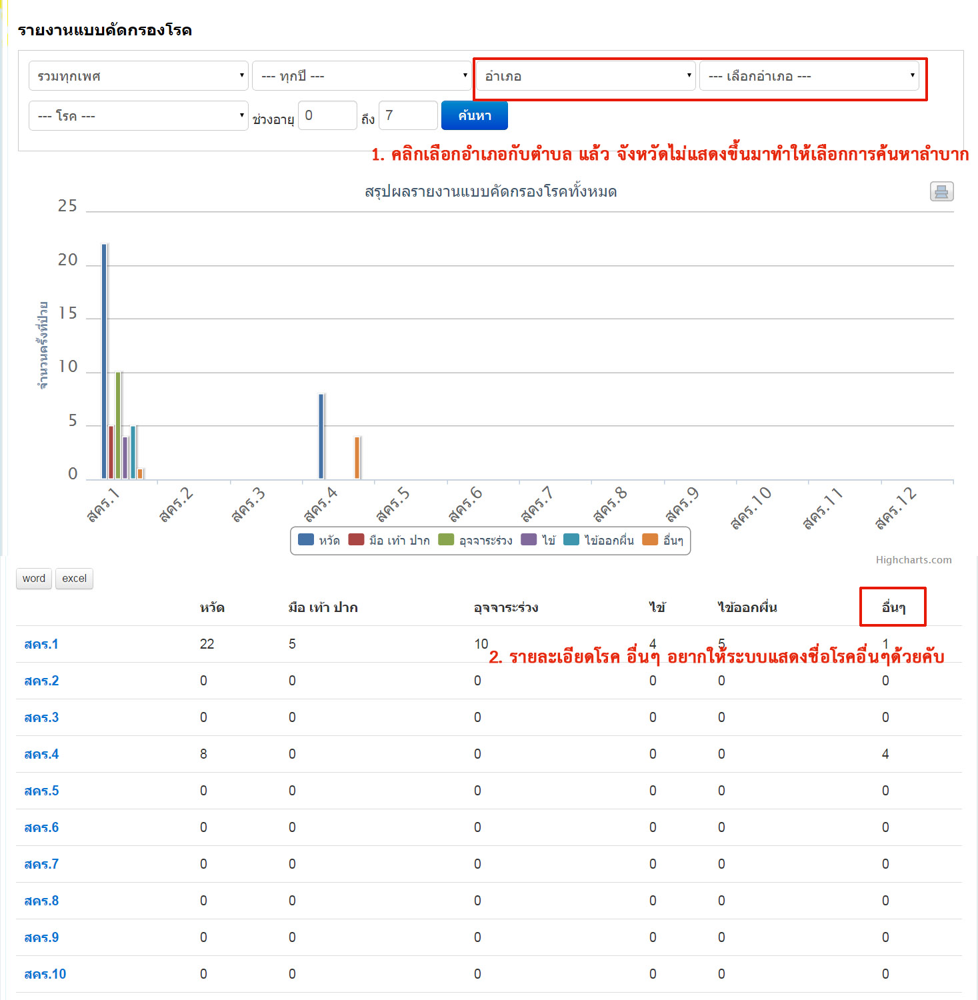 รายงานแบบคัดกรองโรค
รวมทุกเพศ --- ทุกปี --- อำเภอ --- เลือกอำเภอ ---
--- โรค --- ช่วงอายุ 0 ถึง 7 ค้นหา
1. คลิกเลือกอำเภอกับตำบล แล้ว จังหวัดไม่แสดงขึ้นมาทำให้เลือกการค้นหาลำบาก
สรุปผลรายงานแบบคัดกรองโรคทั้งหมด
25
20
15
10
5
0
จำนวนครั้งที่ป่วย
สคร.1 สคร.2 สคร.3 สคร.4 สคร.5 สคร.6 สคร.7 สคร.8 สคร.9 สคร.10 สคร.11 สคร.12
หวัด มือ เท้า ปาก อุจจาระร่วง ไข้ ไข้ออกผื่น อื่นๆ
Highcharts.com
word excel
หวัด มือ เท้า ปาก อุจจาระร่วง ไข้ ไข้ออกผื่น อื่นๆ
สคร.1 22 5 10 4 5 1
2. รายละเอียดโรค อื่นๆ อยากให้ระบบแสดงชื่อโรคอื่นๆด้วยคับ
สคร.2 0 0 0 0 0 0
สคร.3 0 0 0 0 0 0
สคร.4 8 0 0 0 0 4
สคร.5 0 0 0 0 0 0
สคร.6 0 0 0 0 0 0
สคร.7 0 0 0 0 0 0
สคร.8 0 0 0 0 0 0
สคร.9 0 0 0 0 0 0
สคร.10 0 0 0 0 0 0